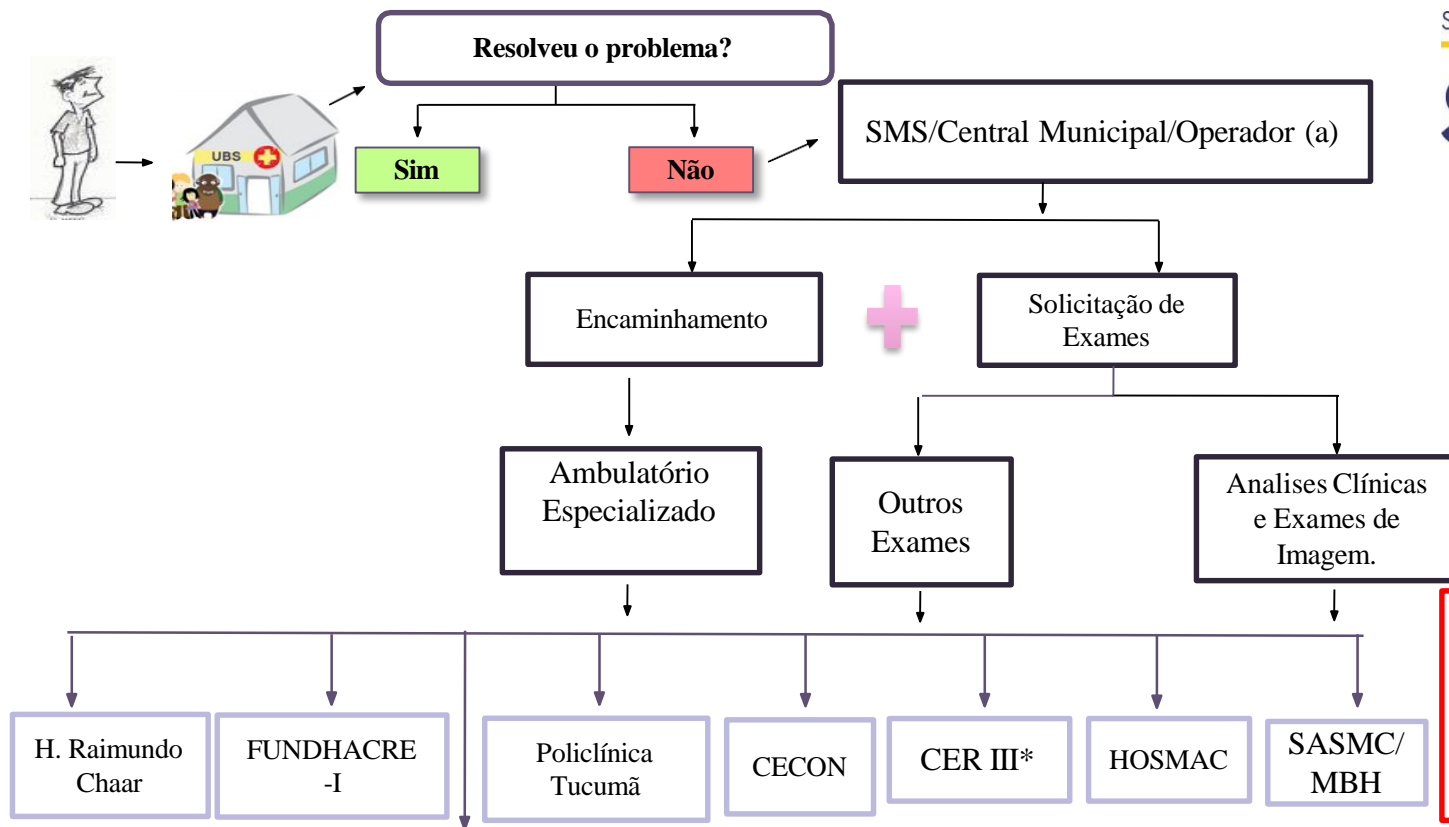 Resolveu o problema?
SMS/Central Municipal/Operador (a)
UBS
Sim
Não
Encaminhamento
Solicitação de
Exames
Ambulatório
Especializado
Outros
Exames
Analises Clínicas
e Exames de
Imagem.
H. Raimundo
Chaar
FUNDHACRE
-I
Policlínica
Tucumã
CECON
CER III*
HOSMAC
SASMC/
MBH